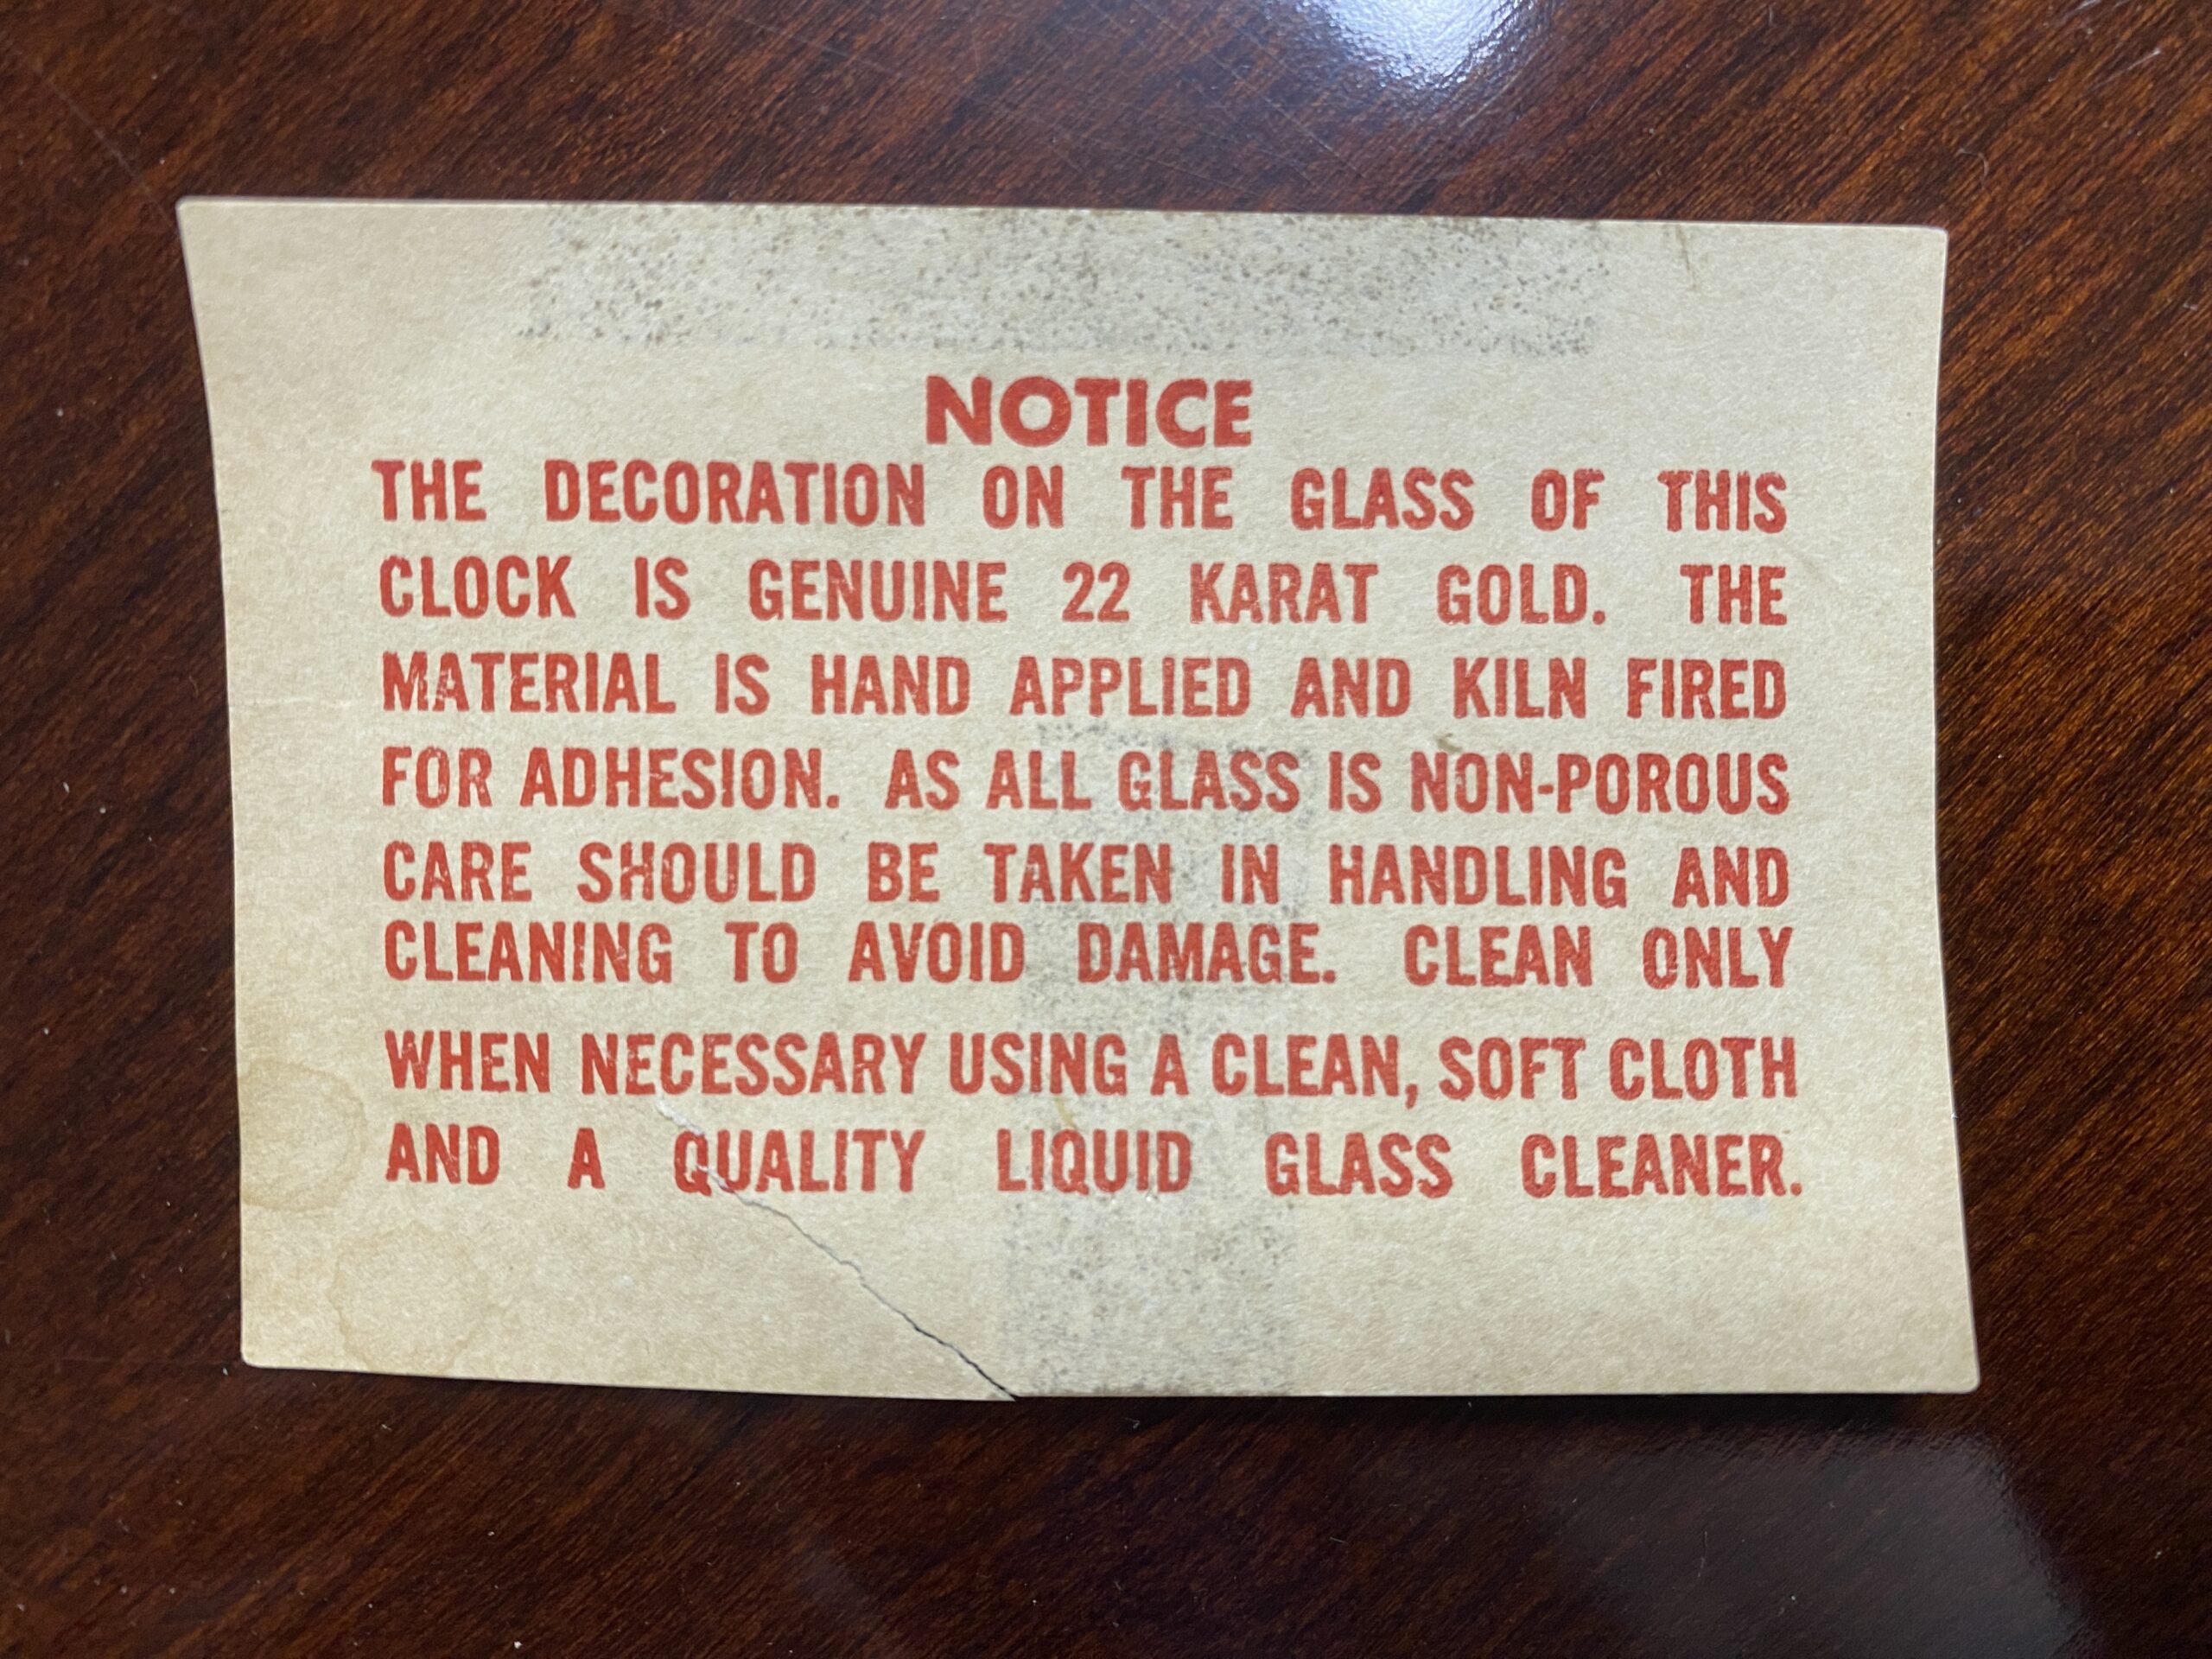 NOTICE
THE DECORATION ON THE GLASS OF THIS
CLOCK IS GENUINE 22 KARAT GOLD. THE
MATERIAL IS HAND APPLIED AND KILN FIRED
FOR ADHESION. AS ALL GLASS IS NON-POROUS
CARE SHOULD BE TAKEN IN HANDLING AND
CLEANING TO AVOID DAMAGE. CLEAN ONLY
WHEN NECESSARY USING A CLEAN, SOFT CLOTH
AND A QUALITY LIQUID GLASS CLEANER.